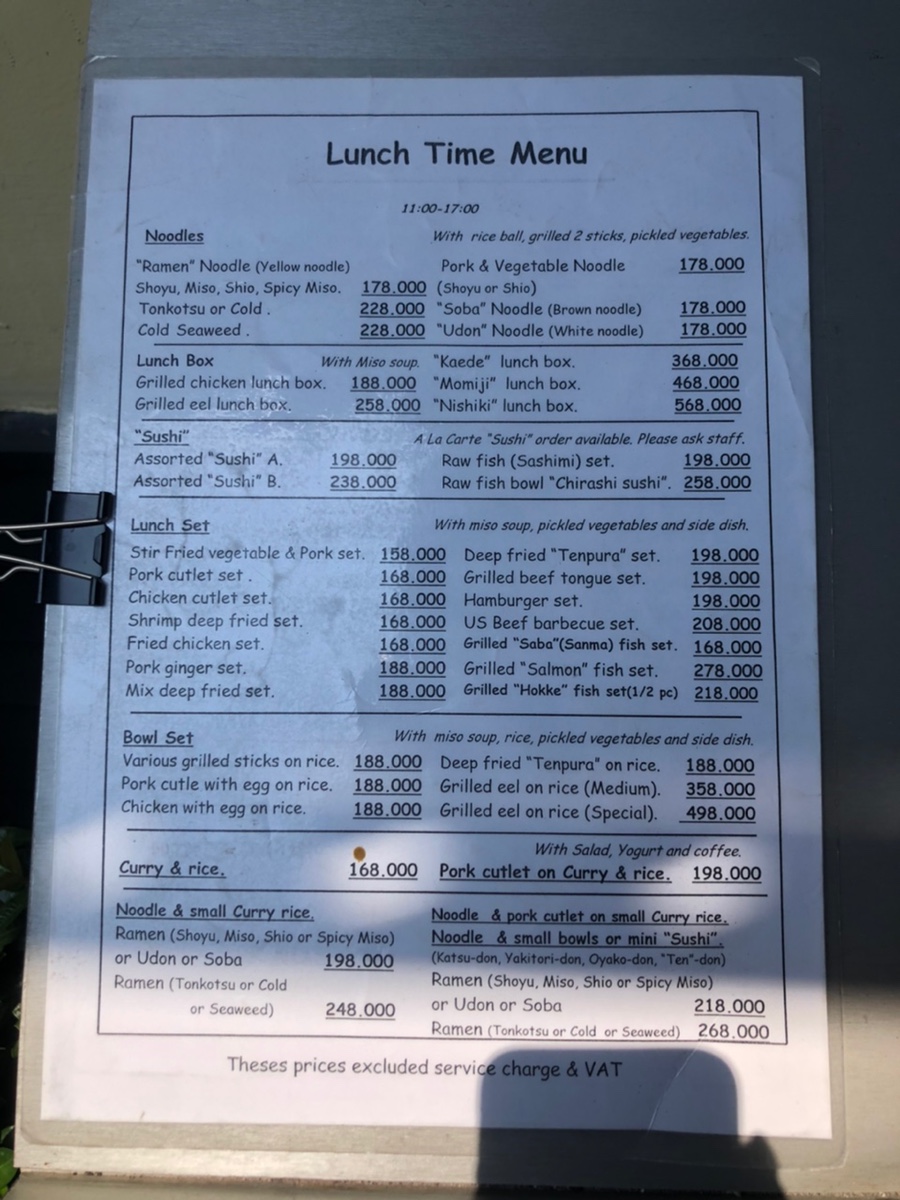 Lunch Time Menu
11:00-17:00
Noodles With rice ball, grilled 2 sticks, pickled vegetables.
"Ramen" Noodle (Yellow noodle) Pork & Vegetable Noodle 178.000
Shoyu, Miso, Shio, Spicy Miso. 178.000 (Shoyu or Shio)
Tonkotsu or Cold . 228.000 "Soba" Noodle (Brown noodle) 178.000
Cold Seaweed . 228.000 "Udon" Noodle (White noodle) 178.000
Lunch Box With Miso soup. "Kaede" lunch box. 368.000
Grilled chicken lunch box. 188.000 "Momiji" lunch box. 468.000
Grilled eel lunch box. 258.000 "Nishiki" lunch box. 568.000
"Sushi" A La Carte "Sushi" order available. Please ask staff.
Assorted "Sushi" A. 198.000 Raw fish (Sashimi) set. 198.000
Assorted "Sushi" B. 238.000 Raw fish bowl "Chirashi sushi". 258.000
Lunch Set With miso soup, pickled vegetables and side dish.
Stir Fried vegetable & Pork set. 158.000 Deep fried "Tenpura" set. 198.000
Pork cutlet set . 168.000 Grilled beef tongue set. 198.000
Chicken cutlet set. 168.000 Hamburger set. 198.000
Shrimp deep fried set. 168.000 US Beef barbecue set. 208.000
Fried chicken set. 168.000 Grilled "Saba"(Sanma) fish set. 168.000
Pork ginger set. 188.000 Grilled "Salmon" fish set. 278.000
Mix deep fried set. 188.000 Grilled "Hokke" fish set(1/2 pc) 218.000
Bowl Set With miso soup, rice, pickled vegetables and side dish.
Various grilled sticks on rice. 188.000 Deep fried "Tenpura" on rice. 188.000
Pork cutle with egg on rice. 188.000 Grilled eel on rice (Medium). 358.000
Chicken with egg on rice. 188.000 Grilled eel on rice (Special). 498.000
With Salad, Yogurt and coffee.
Curry & rice. 168.000 Pork cutlet on Curry & rice. 198.000
Noodle & small Curry rice.
Ramen (Shoyu, Miso, Shio or Spicy Miso)
or Udon or Soba 198.000
Ramen (Tonkotsu or Cold
or Seaweed) 248.000
Noodle & pork cutlet on small Curry rice.
Noodle & small bowls or mini "Sushi".
(Katsu-don, Yakitori-don, Oyako-don, "Ten"-don)
Ramen (Shoyu, Miso, Shio or Spicy Miso)
or Udon or Soba 218.000
Ramen (Tonkotsu or Cold or Seaweed) 268.000
Theses prices excluded service charge & VAT